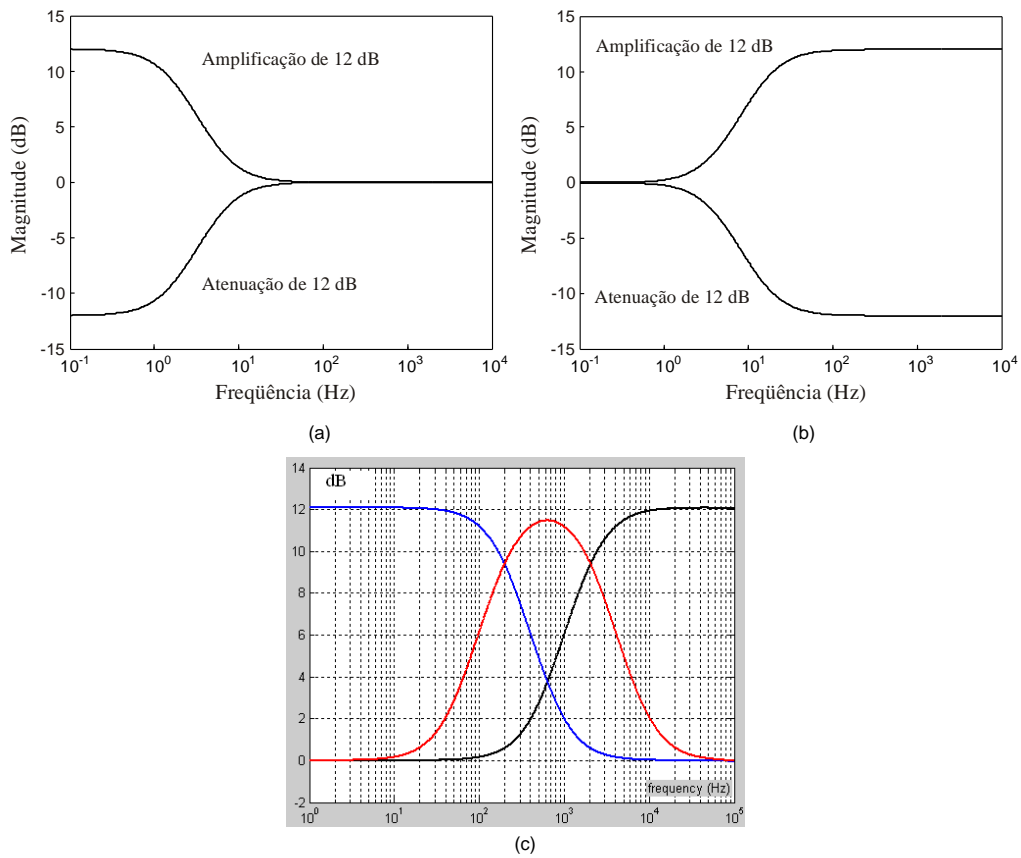 15
10
5
0
-5
-10
-15
Magnitude (dB)
Amplificação de 12 dB
Atenuação de 12 dB
10-1 100 101 102 103 104
Freqüência (Hz)
(a)
15
10
5
0
-5
-10
-15
Magnitude (dB)
Amplificação de 12 dB
Atenuação de 12 dB
10-1 100 101 102 103 104
Freqüência (Hz)
(b)
14
12
10
8
6
4
2
0
-2
dB
frequency (Hz)
100 101 102 103 104 105
(c)